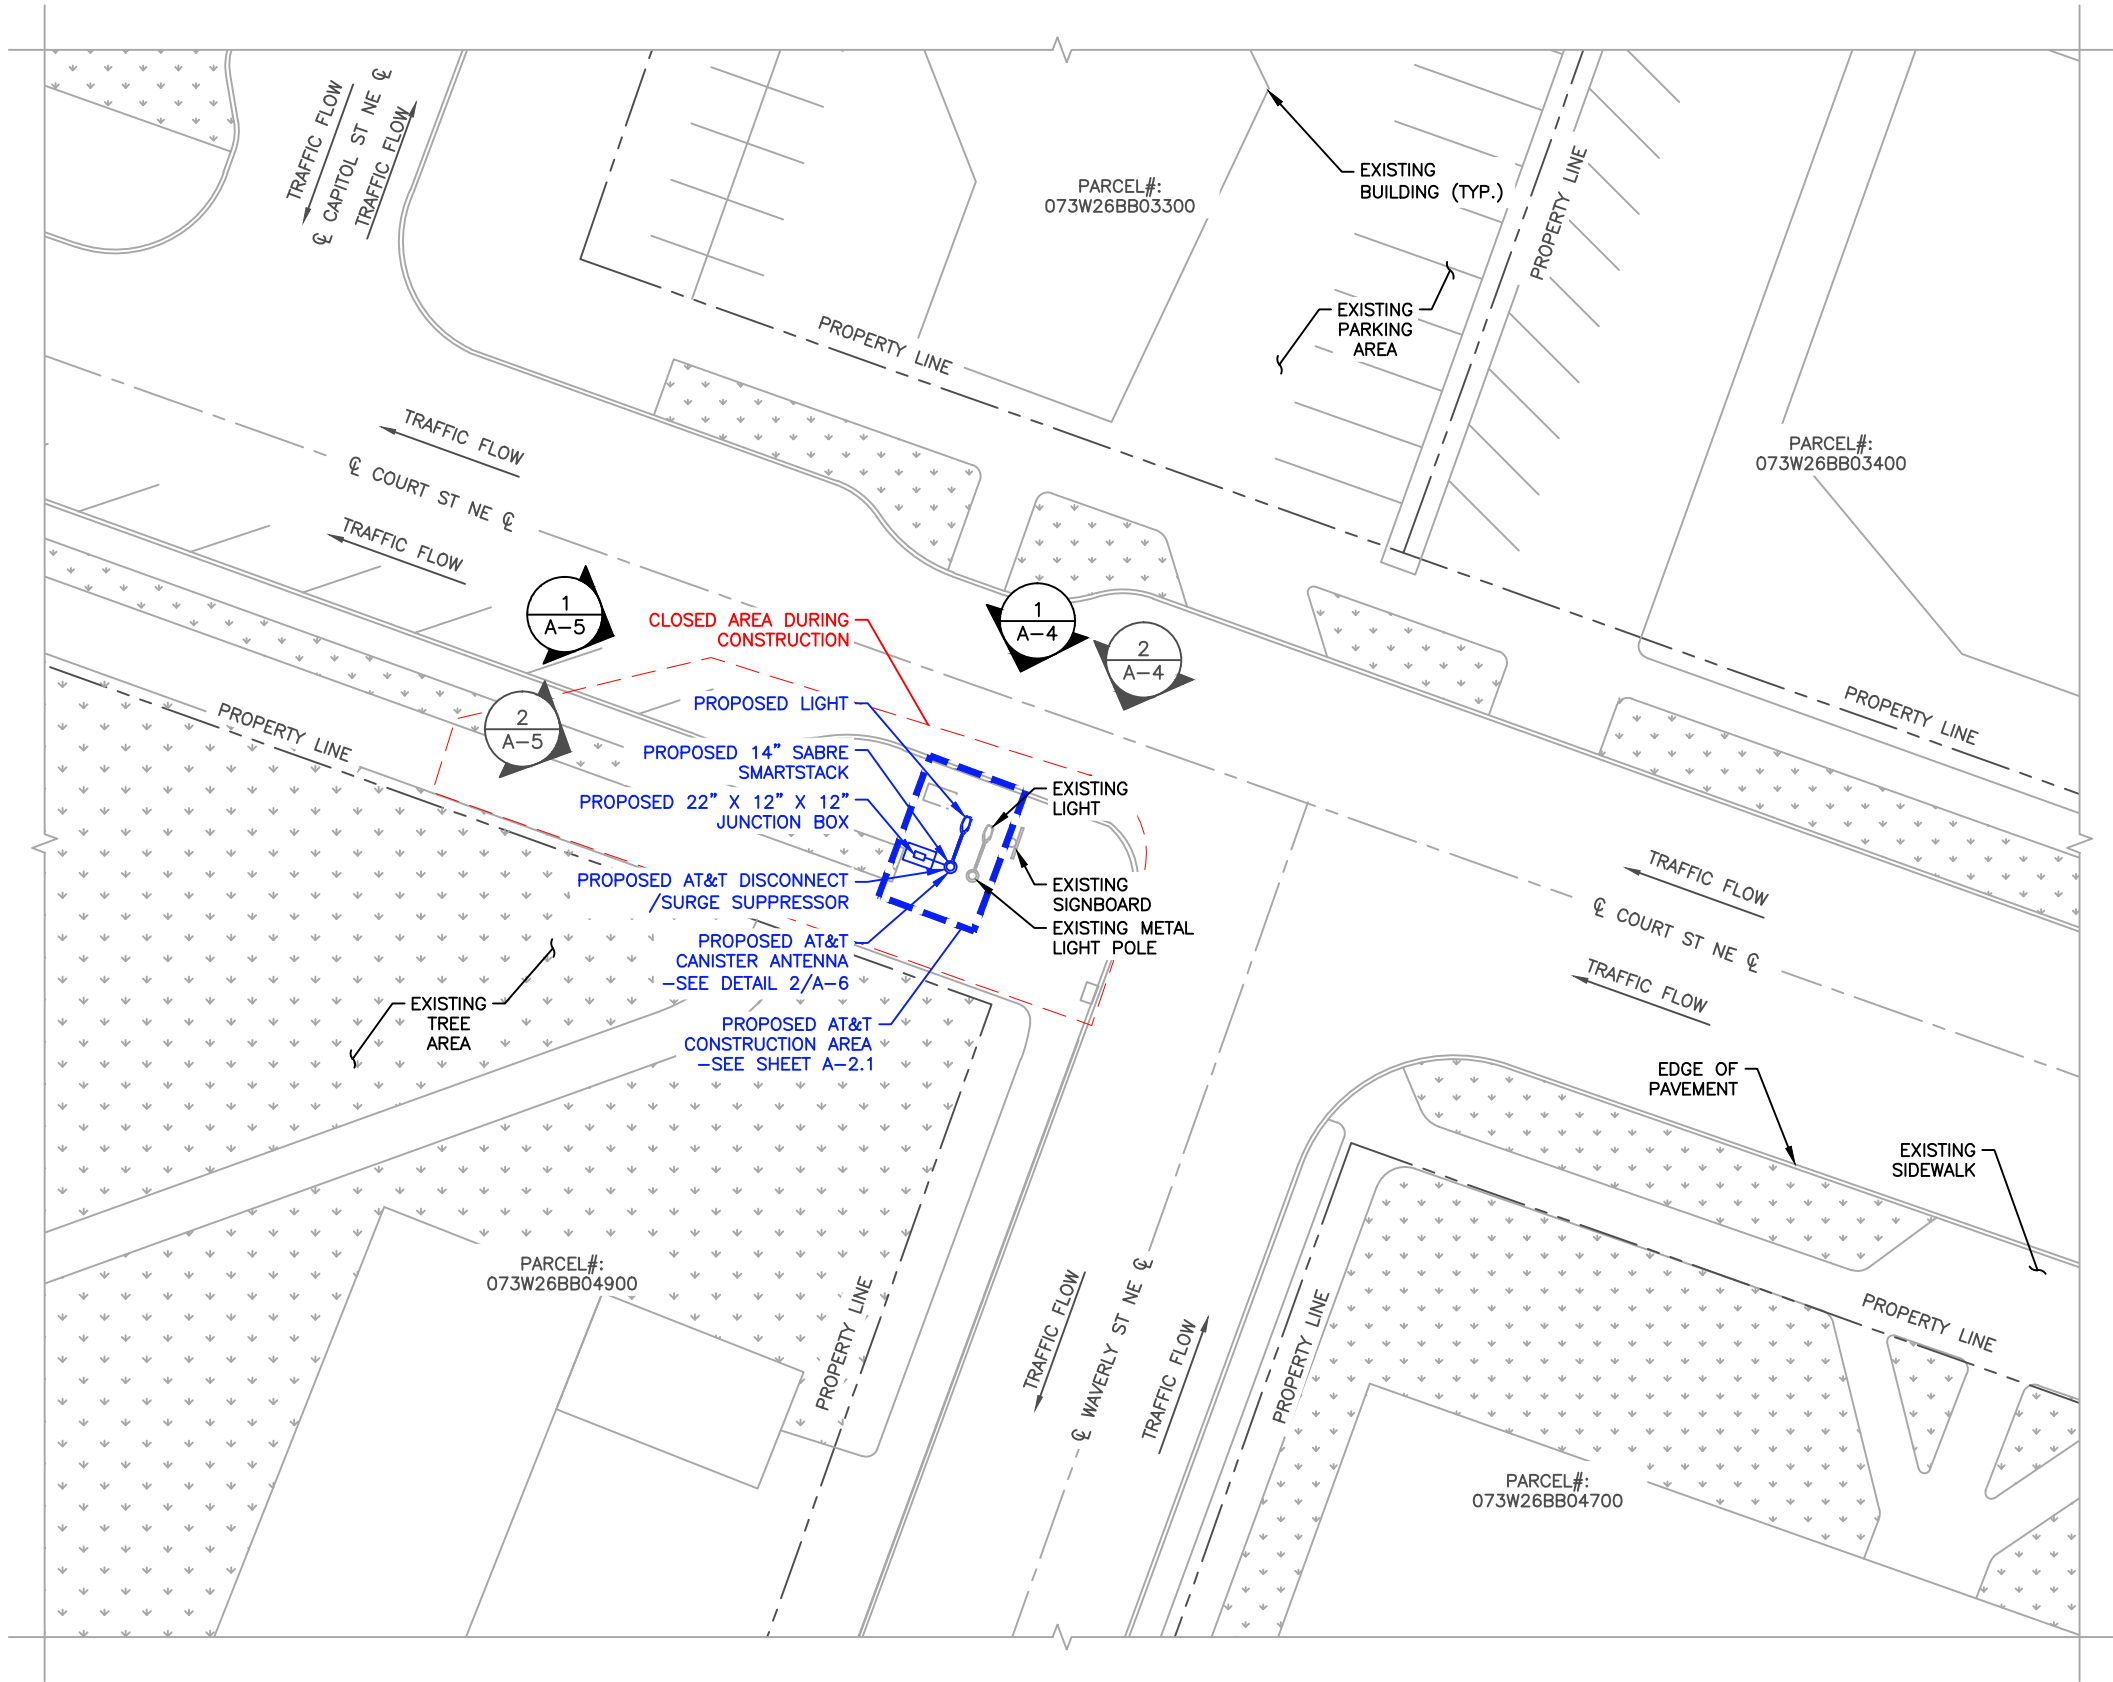 TRAFFIC FLOW
℄ CAPITOL ST NE ℄
TRAFFIC FLOW
PARCEL#:
073W26BB03300
EXISTING
BUILDING (TYP.)
PROPERTY LINE
EXISTING
PARKING
AREA
PROPERTY LINE
PARCEL#:
073W26BB03400
TRAFFIC FLOW
℄ COURT ST NE ℄
TRAFFIC FLOW
1
A-5
1
A-4
2
A-4
2
A-5
CLOSED AREA DURING
CONSTRUCTION
PROPERTY LINE
PROPERTY LINE
PROPOSED LIGHT
PROPOSED 14" SABRE
SMARTSTACK
PROPOSED 22" X 12" X 12"
JUNCTION BOX
PROPOSED AT&T DISCONNECT
/SURGE SUPPRESSOR
PROPOSED AT&T
CANISTER ANTENNA
-SEE DETAIL 2/A-6
PROPOSED AT&T
CONSTRUCTION AREA
-SEE SHEET A-2.1
EXISTING
LIGHT
EXISTING
SIGNBOARD
EXISTING METAL
LIGHT POLE
TRAFFIC FLOW
℄ COURT ST NE ℄
TRAFFIC FLOW
EXISTING
TREE
AREA
EDGE OF
PAVEMENT
EXISTING
SIDEWALK
PARCEL#:
073W26BB04900
PROPERTY LINE
TRAFFIC FLOW
℄ WAVERLY ST NE ℄
TRAFFIC FLOW
PROPERTY LINE
PROPERTY LINE
PARCEL#:
073W26BB04700